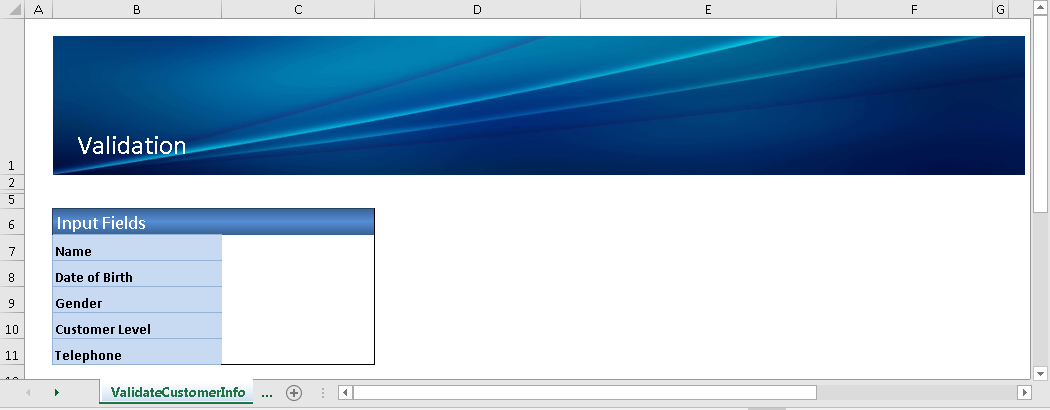 A B C D E F G
Validation
1
2
5
6 Input Fields
7 Name
8 Date of Birth
9 Gender
10 Customer Level
11 Telephone
ValidateCustomerInfo ...